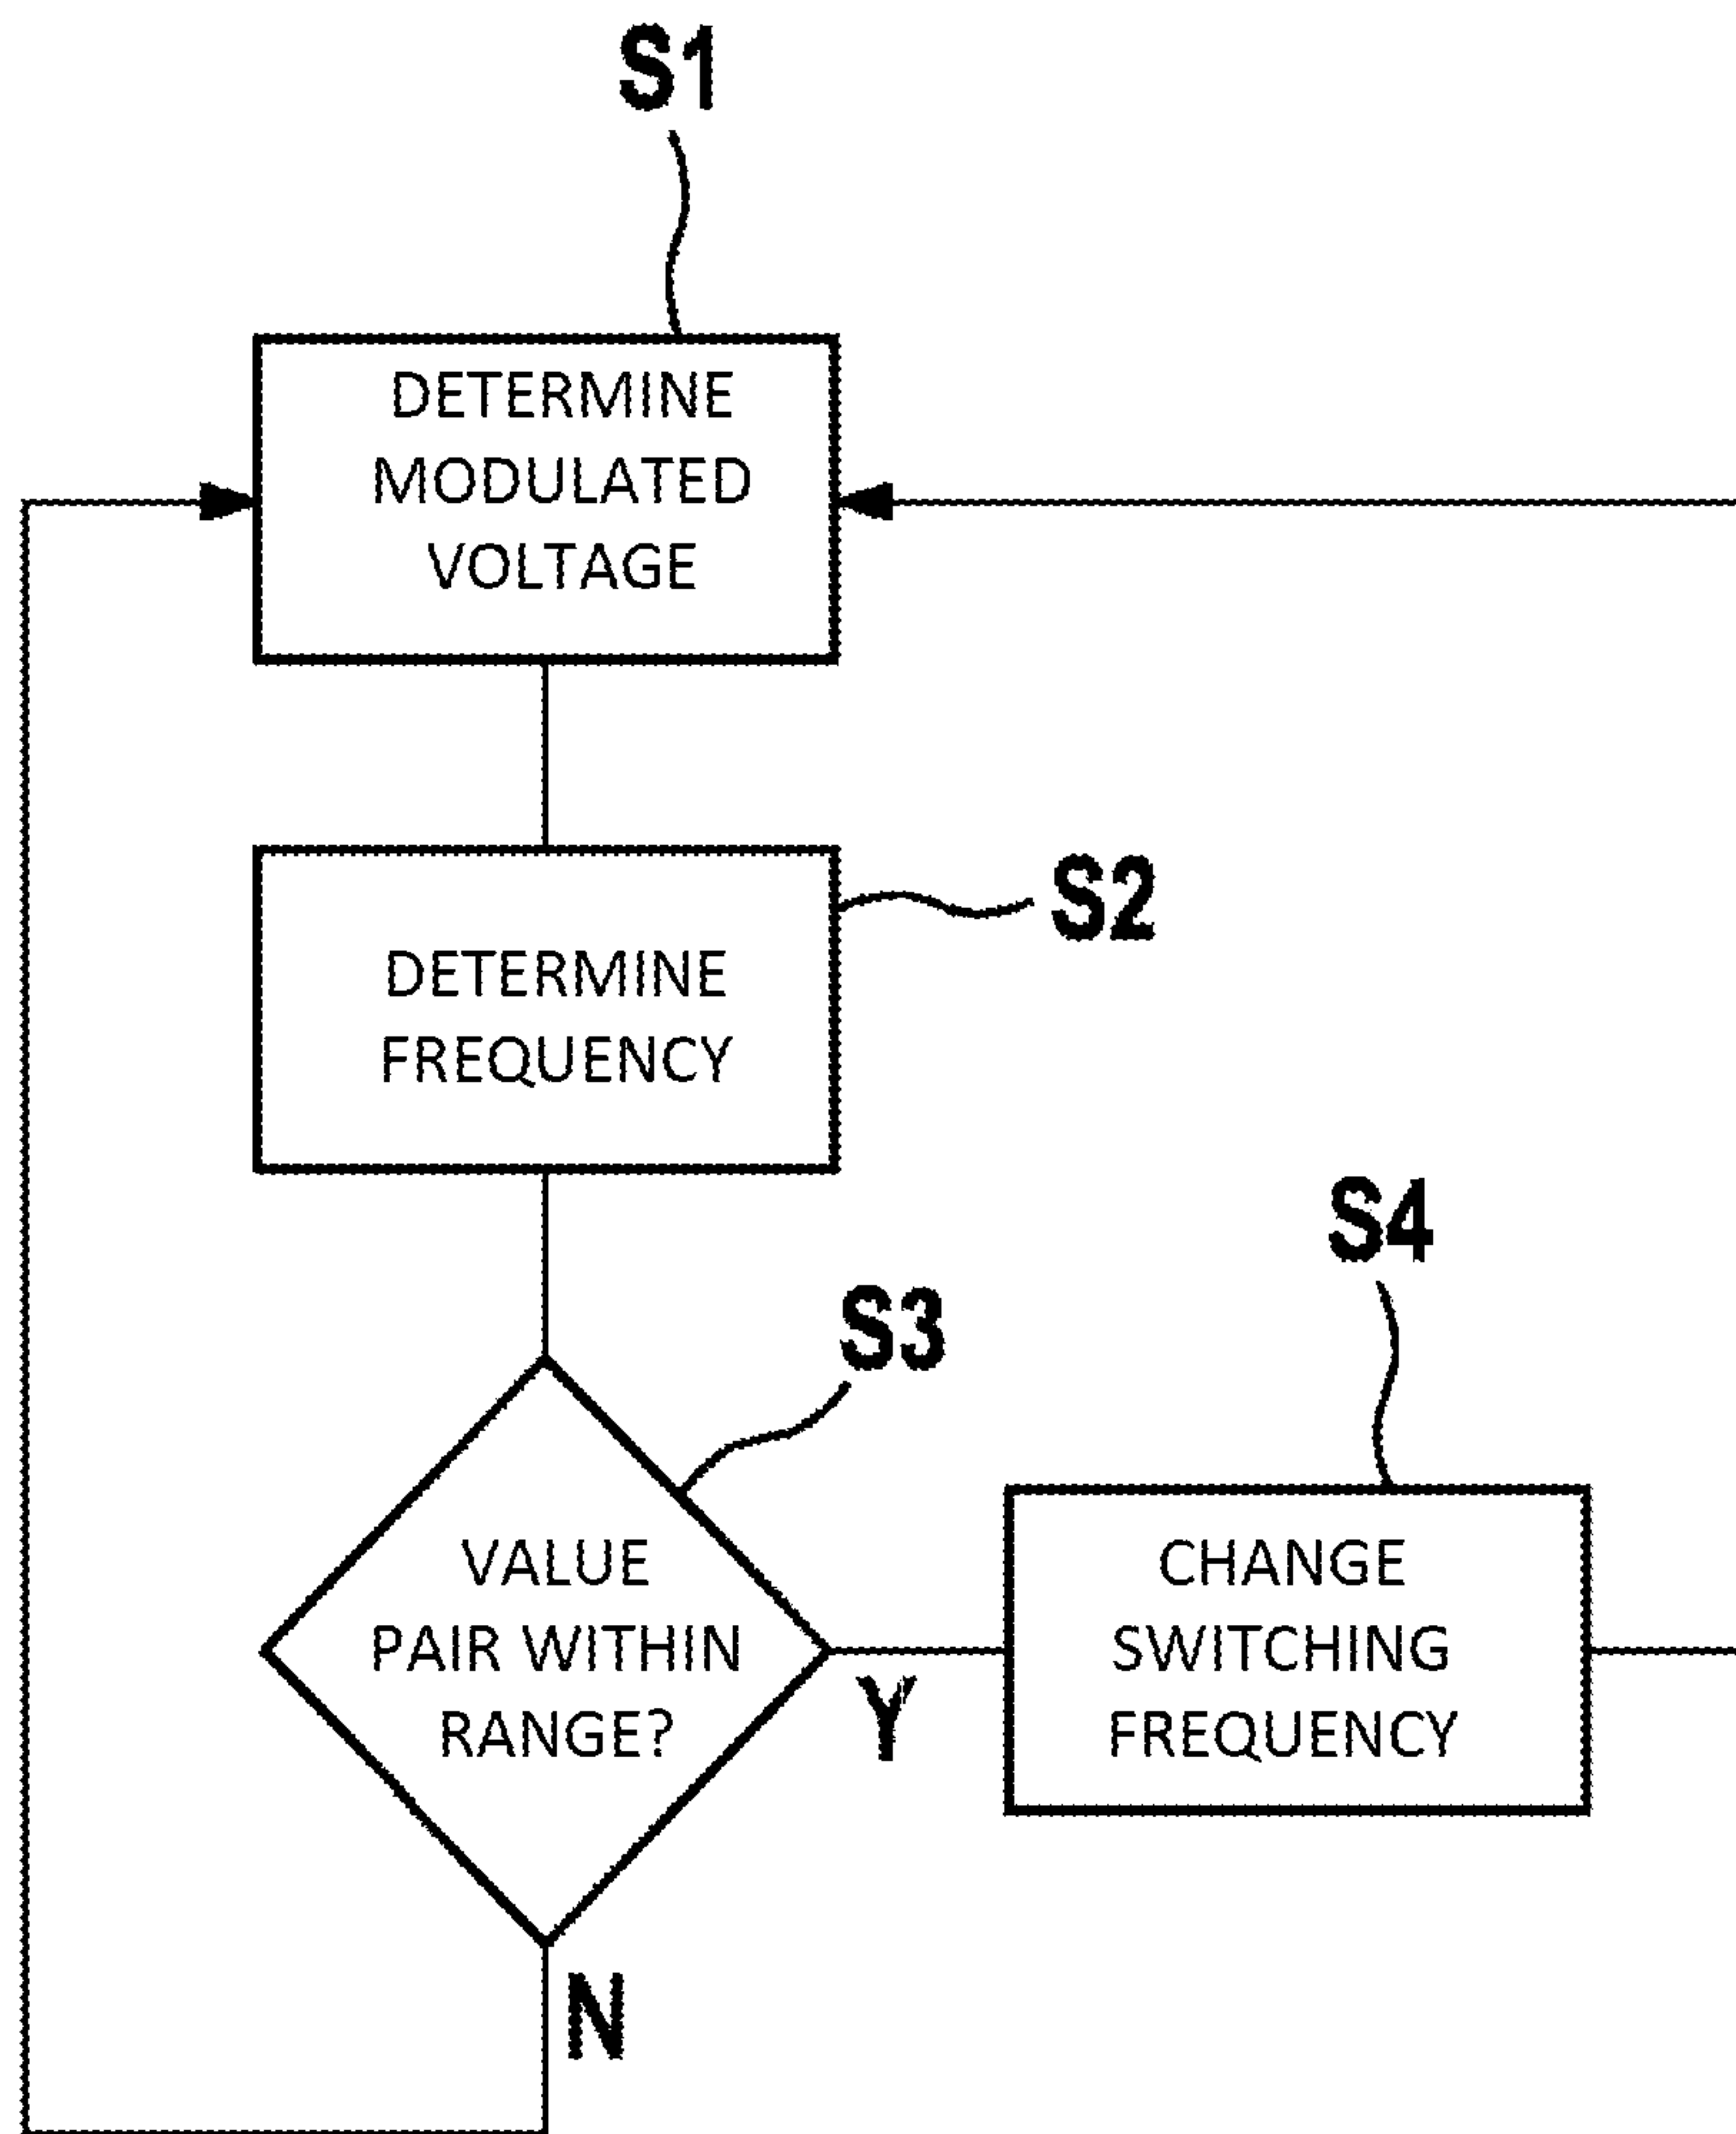 S1
DETERMINE
MODULATED
VOLTAGE
S2
DETERMINE
FREQUENCY
S3
VALUE
PAIR WITHIN
RANGE?
Y
N
S4
CHANGE
SWITCHING
FREQUENCY